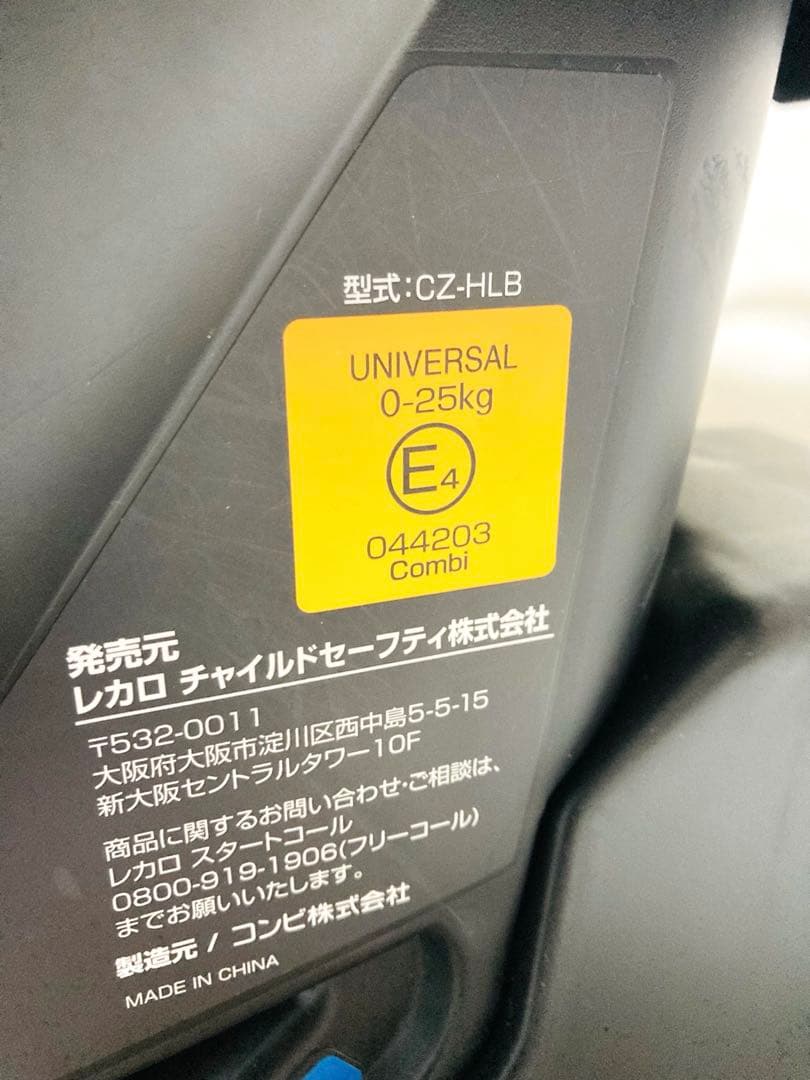 型式:CZ-HLB
UNIVERSAL
0-25kg
E4
044203
Combi
発売元
レカロ チャイルドセーフティ株式会社
〒532-0011
大阪府大阪市淀川区西中島5-5-15
新大阪セントラルタワー10F
商品に関するお問い合わせ・ご相談は、
レカロ スタートコール
0800-919-1906(フリーコール)
までお願いいたします。
製造元 / コンビ株式会社
MADE IN CHINA